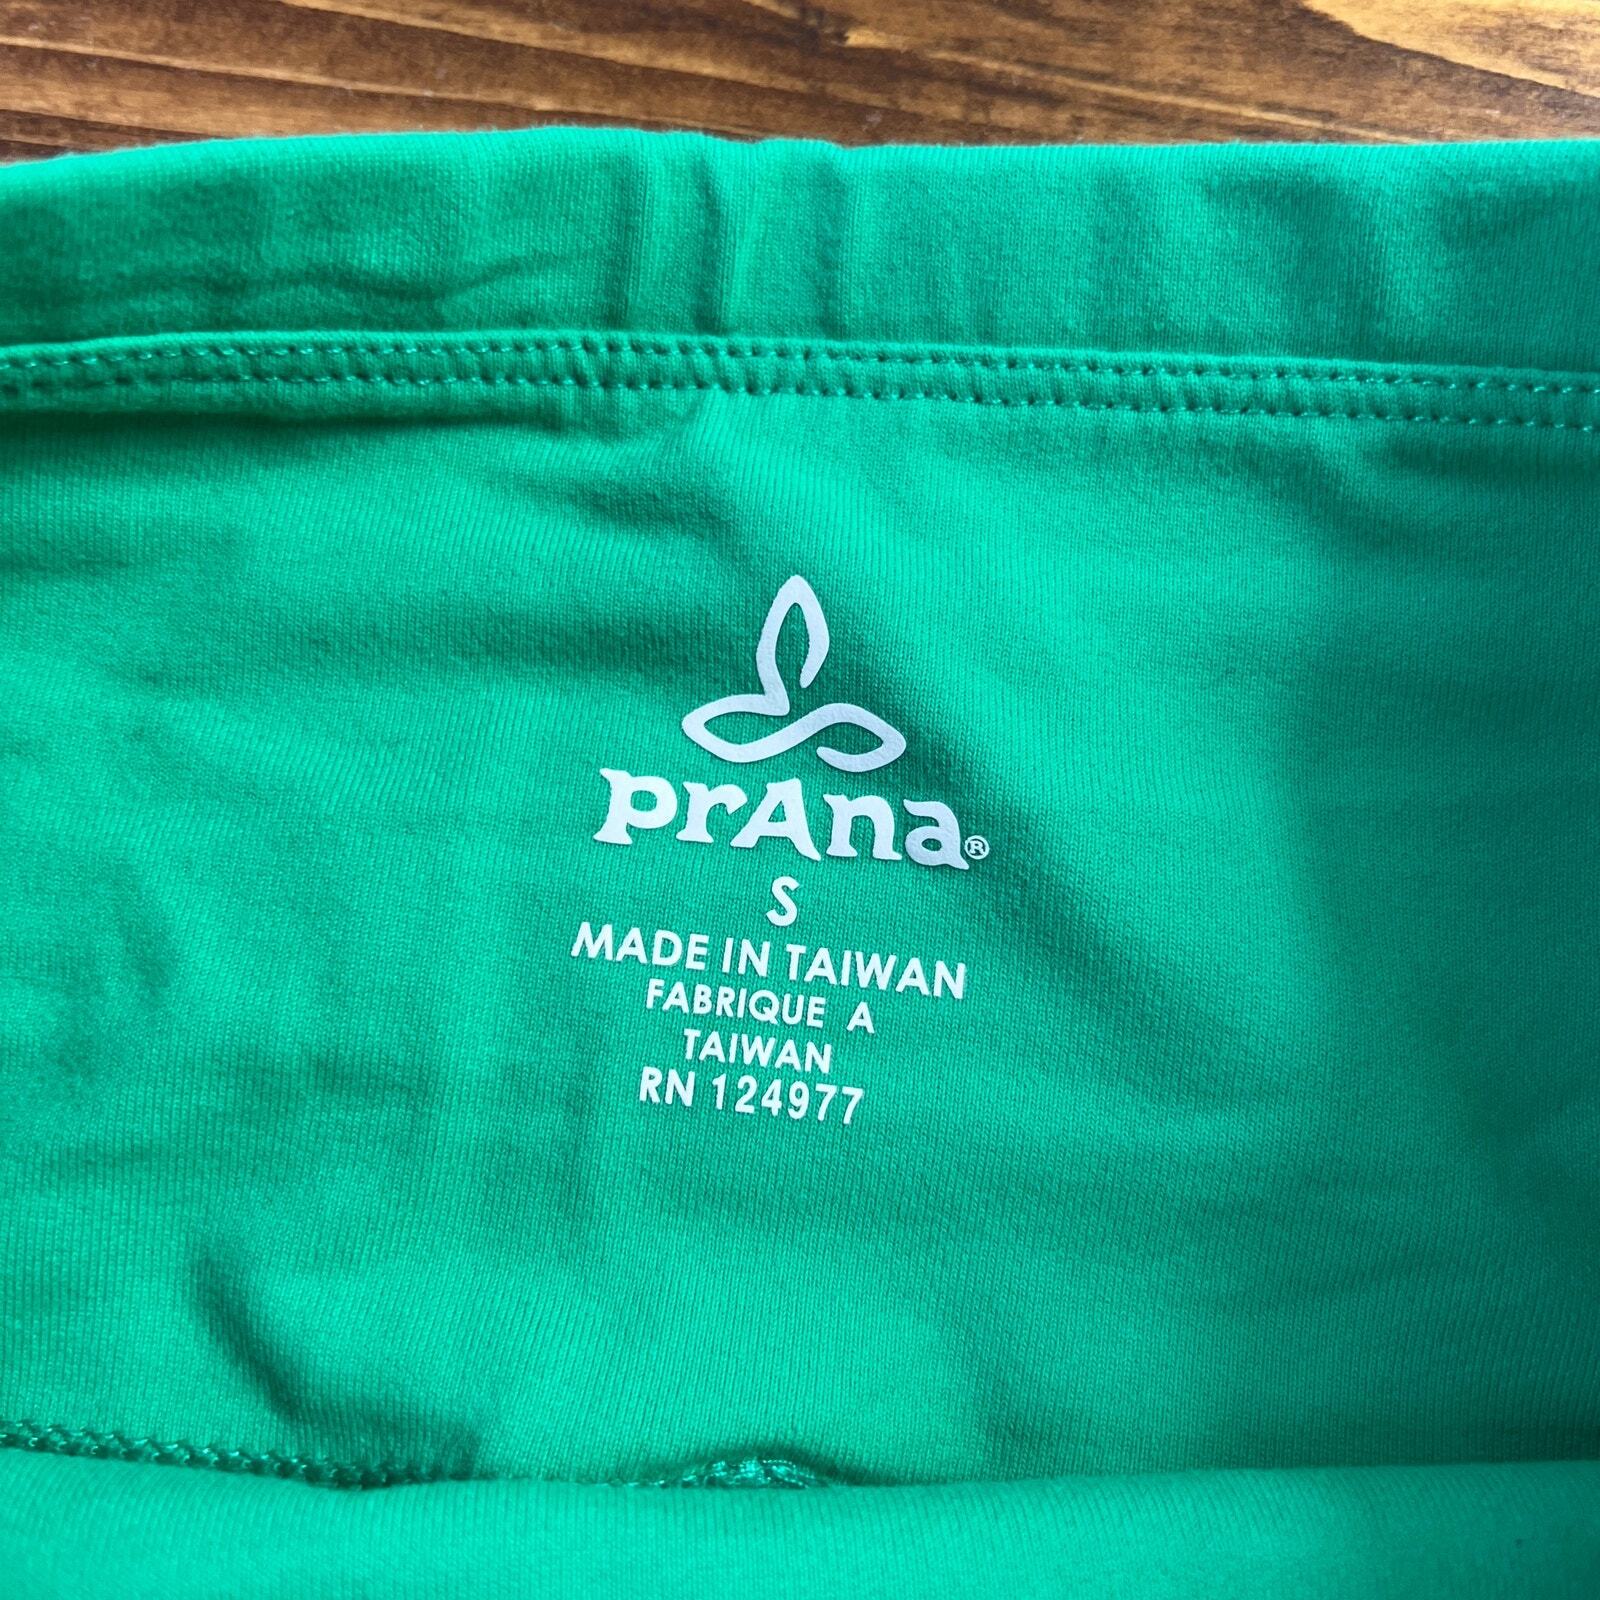 prAna®
S
MADE IN TAIWAN
FABRIQUE A
TAIWAN
RN 124977